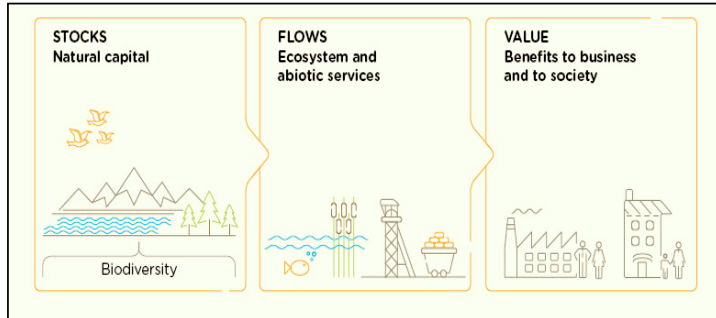 STOCKS
Natural capital
FLOWS
Ecosystem and
abiotic services
VALUE
Benefits to business
and to society
Biodiversity